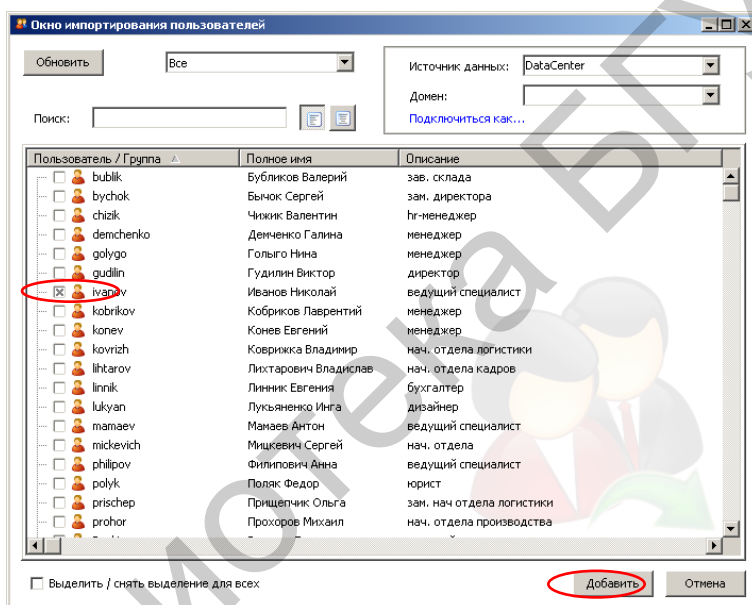 Окно импортирования пользователей
Обновить
Все
Источник данных: DataCenter
Домен:
Поиск:
Подключиться как...
Пользователь / Группа Полное имя Описание
bublik Бубликов Валерий зав. склада
bychok Бычок Сергей зам. директора
chizik Чижик Валентин hr-менеджер
demchenko Демченко Галина менеджер
golygo Голыго Нина менеджер
gudilin Гудилин Виктор директор
ivanov Иванов Николай ведущий специалист
kobrikov Кобриков Лаврентий менеджер
konev Конев Евгений менеджер
kovrizh Коврижка Владимир нач. отдела логистики
lihtarov Лихтарович Владислав нач. отдела кадров
linnik Линник Евгения бухгалтер
lukyan Лукьяненко Инга дизайнер
mamaev Мамаев Антон ведущий специалист
mickevich Мицкевич Сергей нач. отдела
philipov Филипович Анна ведущий специалист
polyk Поляк Федор юрист
prischep Прищепчик Ольга зам. нач отдела логистики
prohor Прохоров Михаил нач. отдела производства
Выделить / снять выделение для всех
Добавить
Отмена